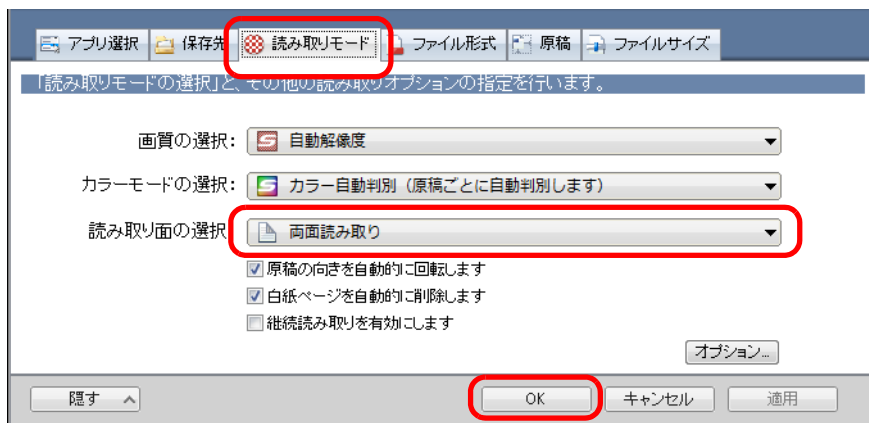 アプリ選択 保存先 読み取りモード ファイル形式 原稿 ファイルサイズ
「読み取りモードの選択」と、その他の読み取りオプションの指定を行います。
画質の選択: 自動解像度
カラーモードの選択: カラー自動判別（原稿ごとに自動判別します）
読み取り面の選択 両面読み取り
原稿の向きを自動的に回転します
白紙ページを自動的に削除します
継続読み取りを有効にします
オプション...
隠す OK キャンセル 適用